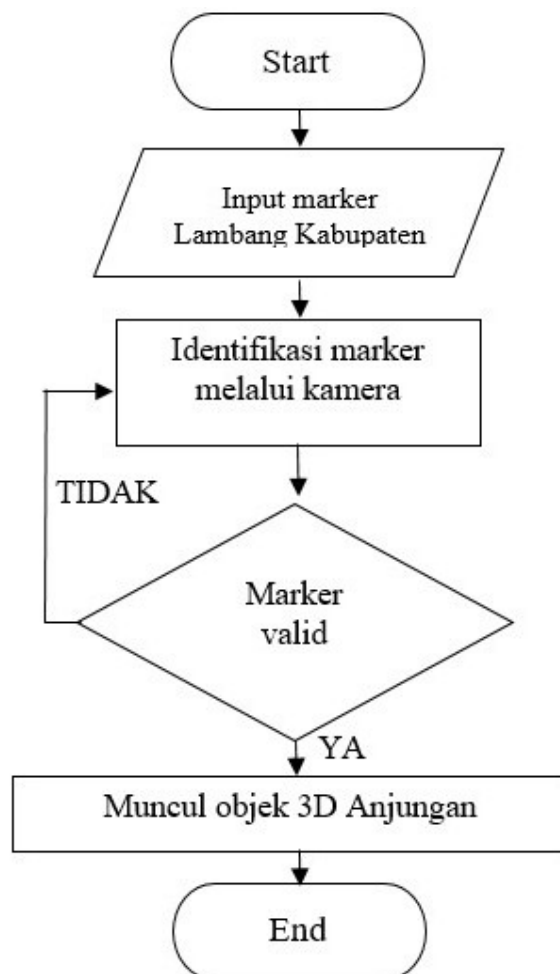 Start
Input marker
Lambang Kabupaten
Identifikasi marker
melalui kamera
TIDAK
Marker
valid
YA
Muncul objek 3D Anjungan
End